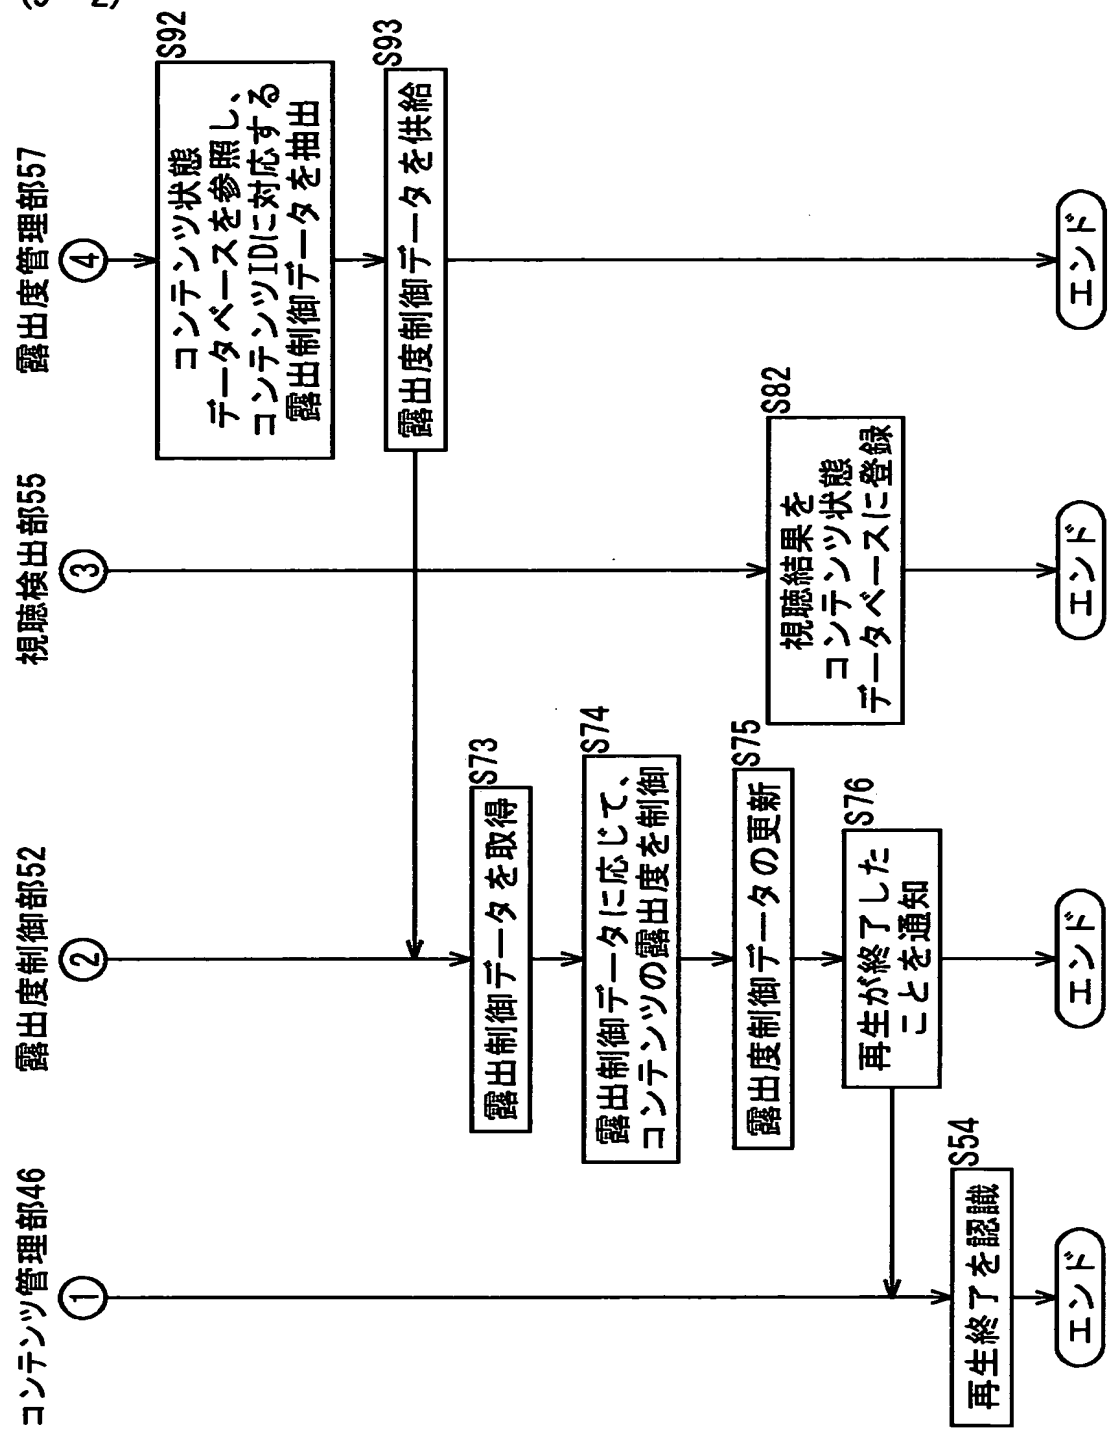 コンテンツ管理部46
露出度制御部52
視聴検出部55
露出度管理部57
1
2
3
4
S92
コンテンツ状態
データベースを参照し、
コンテンツIDに対応する
露出制御データを抽出
S93
露出度制御データを供給
S73
露出制御データを取得
S74
露出制御データに応じて、
コンテンツの露出度を制御
S75
露出度制御データの更新
S82
視聴結果を
コンテンツ状態
データベースに登録
S76
再生が終了した
ことを通知
S54
再生終了を認識
エンド
エンド
エンド
エンド